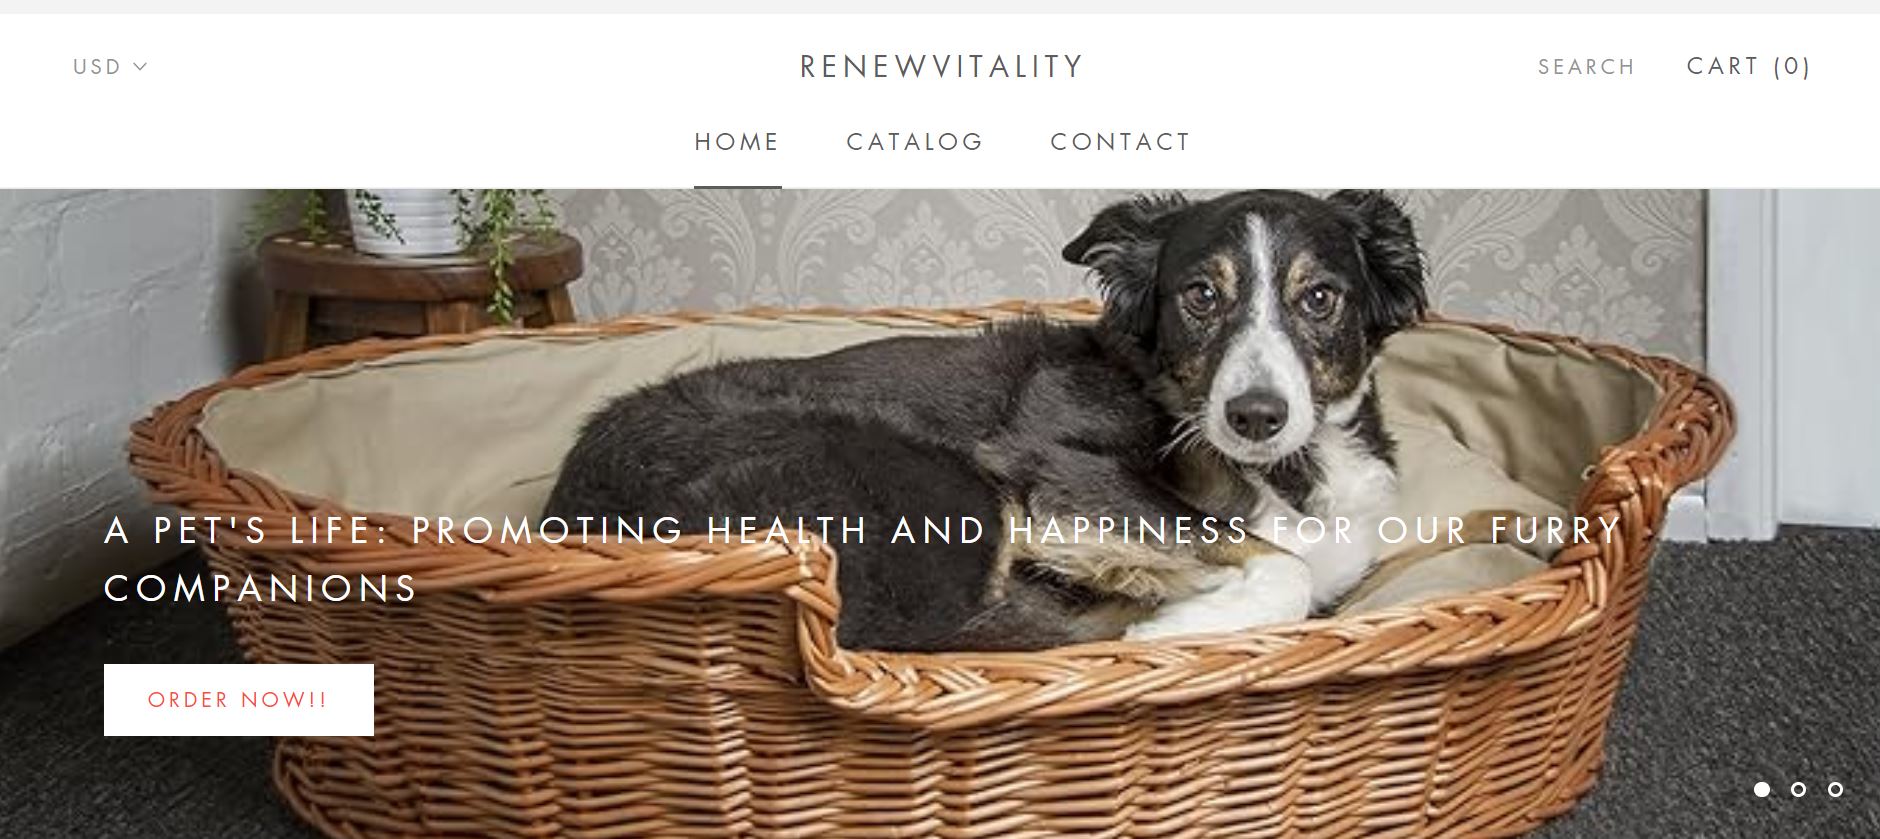 USD
RENEWVITALITY
SEARCH
CART (0)
HOME
CATALOG
CONTACT
A PET'S LIFE: PROMOTING HEALTH AND HAPPINESS FOR OUR FURRY
COMPANIONS
ORDER NOW!!